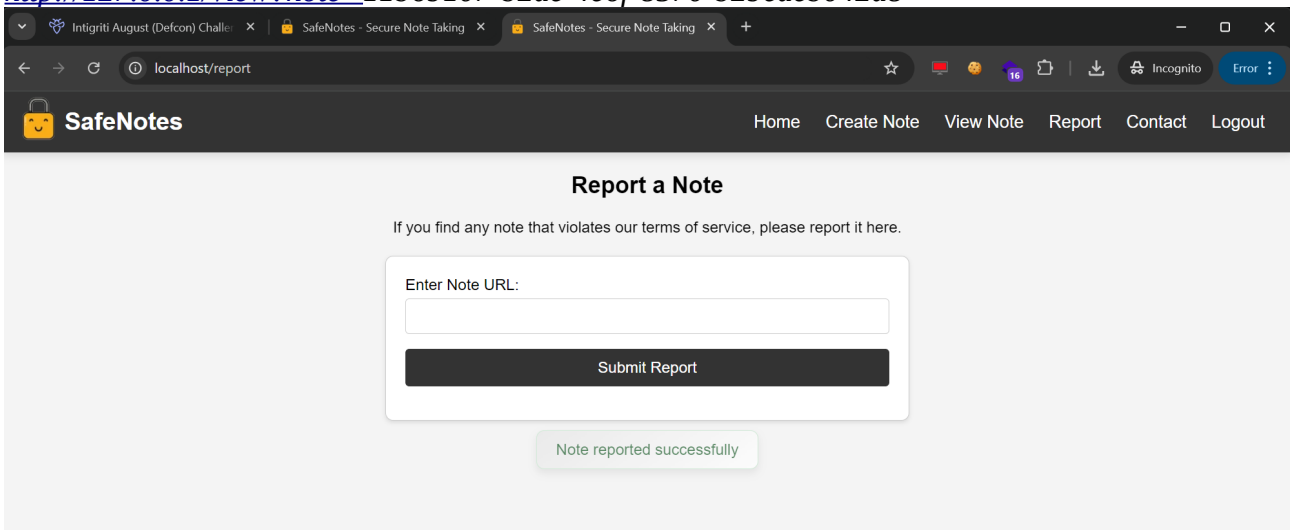 Intigriti August (Defcon) Challe
SafeNotes - Secure Note Taking
SafeNotes - Secure Note Taking
localhost/report
16
Incognito
Error
SafeNotes
Home
Create Note
View Note
Report
Contact
Logout
Report a Note
If you find any note that violates our terms of service, please report it here.
Enter Note URL:
Submit Report
Note reported successfully